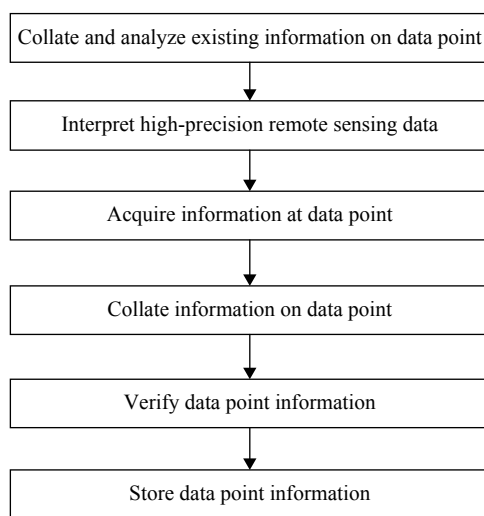 Collate and analyze existing information on data point
Interpret high-precision remote sensing data
Acquire information at data point
Collate information on data point
Verify data point information
Store data point information